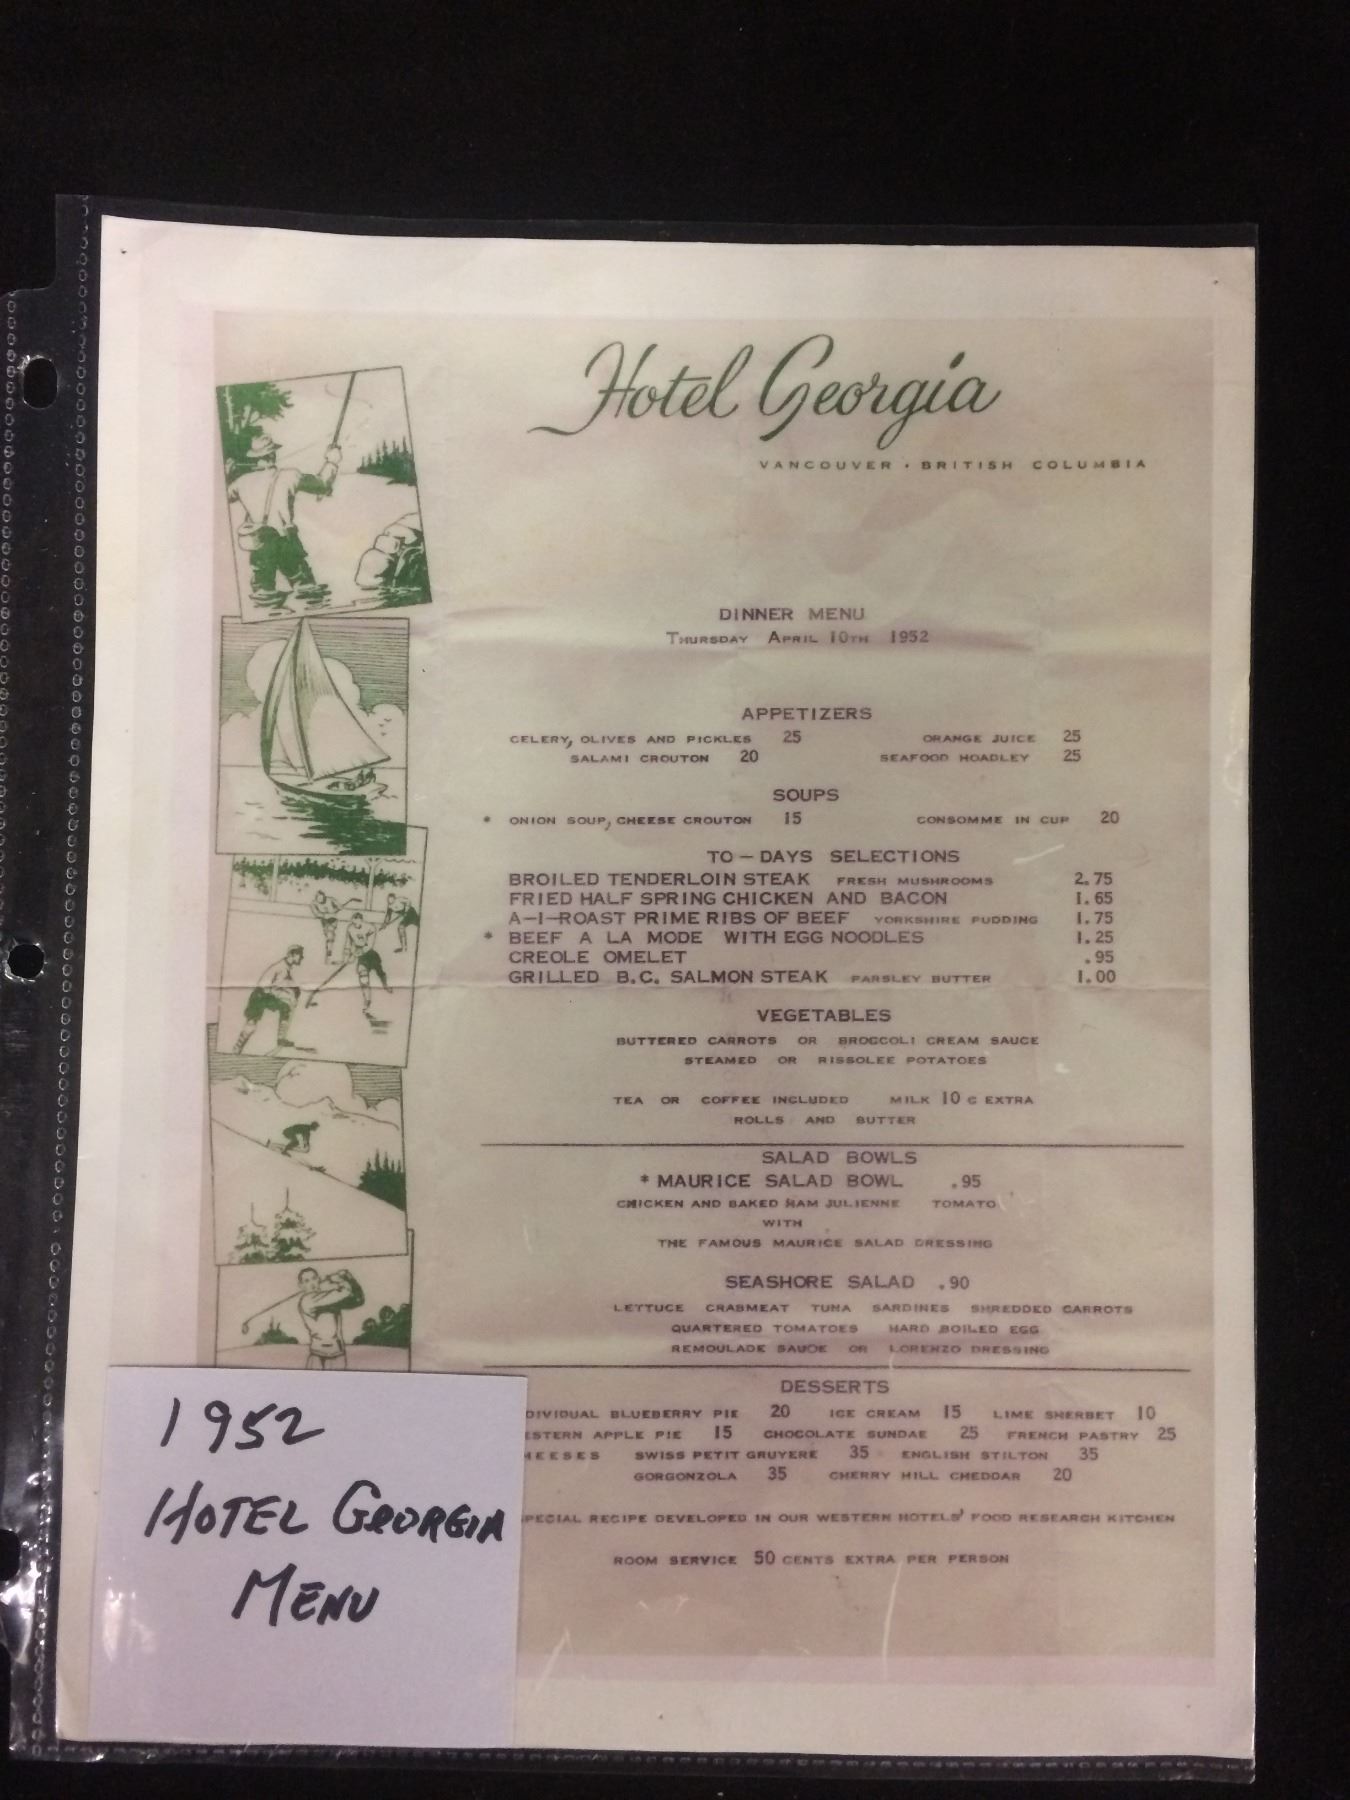 Hotel Georgia
VANCOUVER • BRITISH COLUMBIA
DINNER MENU
THURSDAY APRIL 10TH 1952
APPETIZERS
CELERY, OLIVES AND PICKLES 25 ORANGE JUICE 25
SALAMI CROUTON 20 SEAFOOD HOADLEY 25
SOUPS
* ONION SOUP, CHEESE CROUTON 15 CONSOMME IN CUP 20
TO-DAYS SELECTIONS
BROILED TENDERLOIN STEAK FRESH MUSHROOMS 2.75
FRIED HALF SPRING CHICKEN AND BACON 1.65
A-1-ROAST PRIME RIBS OF BEEF YORKSHIRE PUDDING 1.75
* BEEF A LA MODE WITH EGG NOODLES 1.25
CREOLE OMELET .95
GRILLED B.C. SALMON STEAK PARSLEY BUTTER 1.00
VEGETABLES
BUTTERED CARROTS OR BROCCOLI CREAM SAUCE
STEAMED OR RISSOLEE POTATOES
TEA OR COFFEE INCLUDED MILK 10 C EXTRA
ROLLS AND BUTTER
SALAD BOWLS
* MAURICE SALAD BOWL .95
CHICKEN AND BAKED HAM JULIENNE TOMATO
WITH
THE FAMOUS MAURICE SALAD DRESSING
SEASHORE SALAD .90
LETTUCE CRABMEAT TUNA SARDINES SHREDDED CARROTS
QUARTERED TOMATOES HARD BOILED EGG
REMOULADE SAUCE OR LORENZO DRESSING
DESSERTS
DIVIDUAL BLUEBERRY PIE 20 ICE CREAM 15 LIME SHERBET 10
ESTERN APPLE PIE 15 CHOCOLATE SUNDAE 25 FRENCH PASTRY 25
HEESES SWISS PETIT GRUYERE 35 ENGLISH STILTON 35
GORGONZOLA 35 CHERRY HILL CHEDDAR 20
PECIAL RECIPE DEVELOPED IN OUR WESTERN HOTELS' FOOD RESEARCH KITCHEN
ROOM SERVICE 50 CENTS EXTRA PER PERSON
1952
HOTEL GEORGIA
MENU